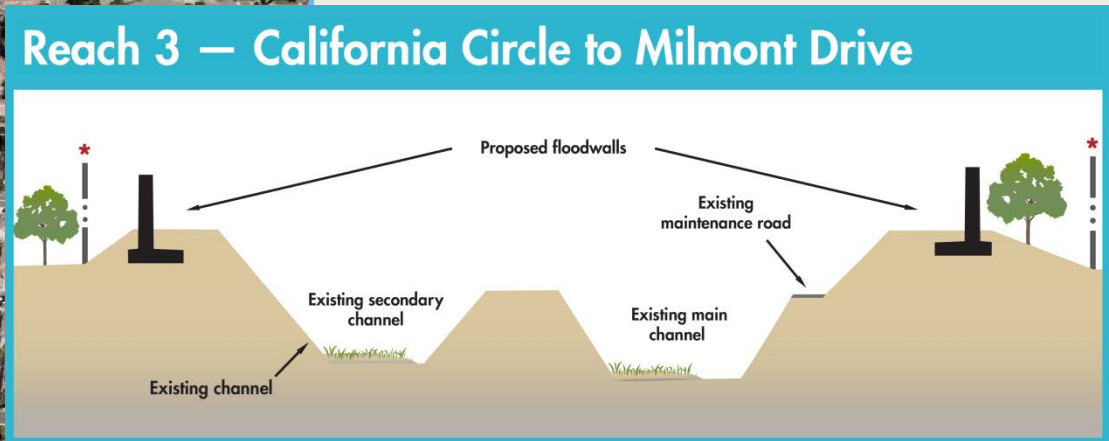 Reach 3 — California Circle to Milmont Drive
*
Proposed floodwalls
*
Existing
maintenance road
Existing secondary
channel
Existing main
channel
Existing channel